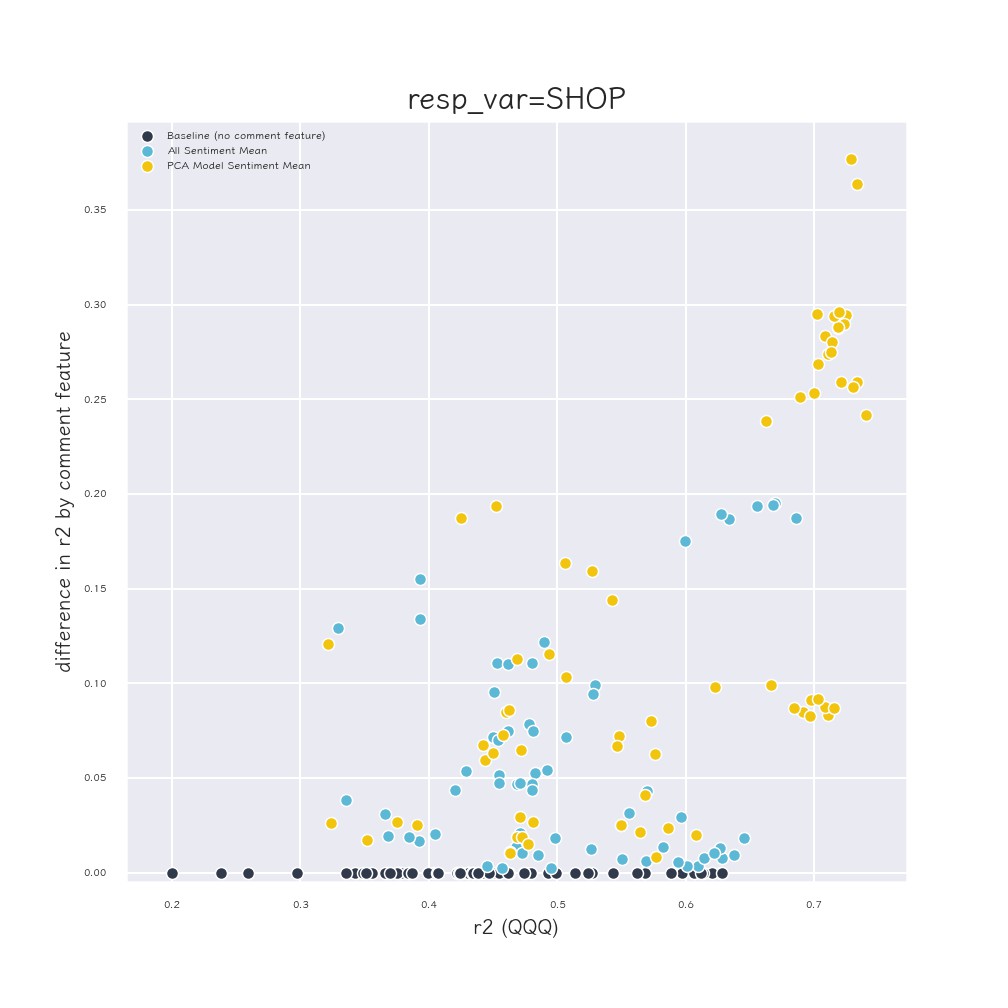 resp_var=SHOP
Baseline (no comment feature)
All Sentiment Mean
PCA Model Sentiment Mean
difference in r2 by comment feature
0.35
0.30
0.25
0.20
0.15
0.10
0.05
0.00
0.2 0.3 0.4 0.5 0.6 0.7
r2 (QQQ)